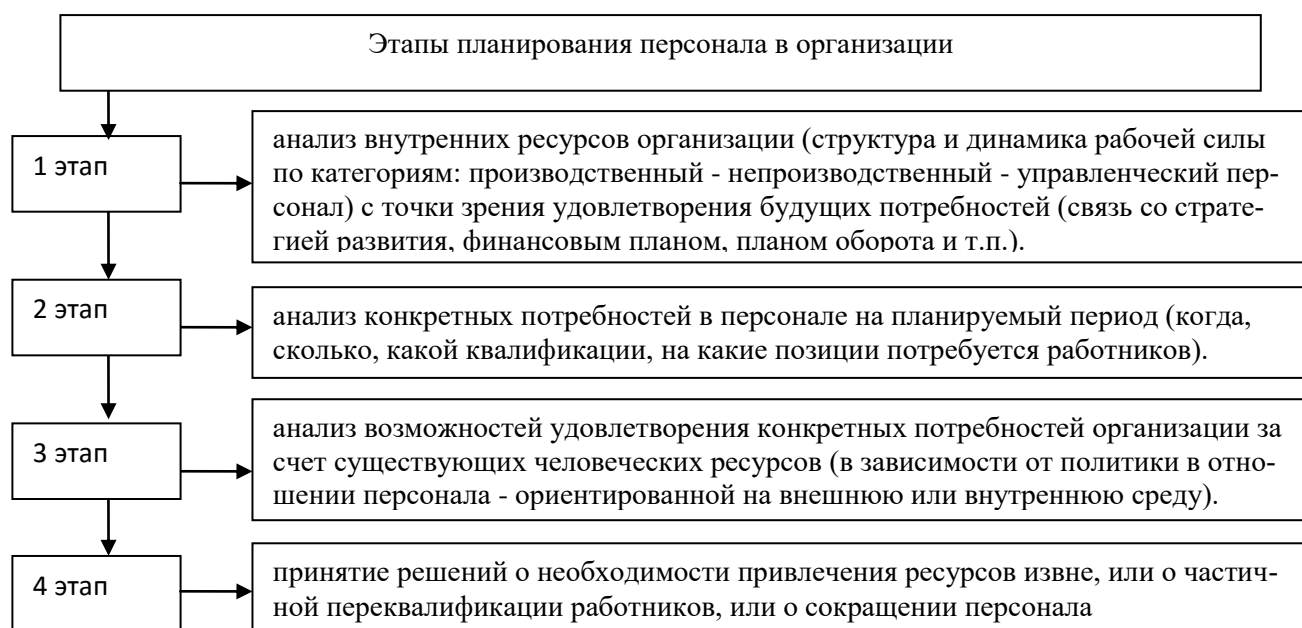 Этапы планирования персонала в организации
1 этап
анализ внутренних ресурсов организации (структура и динамика рабочей силы
по категориям: производственный - непроизводственный - управленческий пер-
сонал) с точки зрения удовлетворения будущих потребностей (связь со страте-
гией развития, финансовым планом, планом оборота и т.п.).
2 этап
анализ конкретных потребностей в персонале на планируемый период (когда,
сколько, какой квалификации, на какие позиции потребуется работников).
3 этап
анализ возможностей удовлетворения конкретных потребностей организации за
счет существующих человеческих ресурсов (в зависимости от политики в отно-
шении персонала - ориентированной на внешнюю или внутреннюю среду).
4 этап
принятие решений о необходимости привлечения ресурсов извне, или о частич-
ной переквалификации работников, или о сокращении персонала